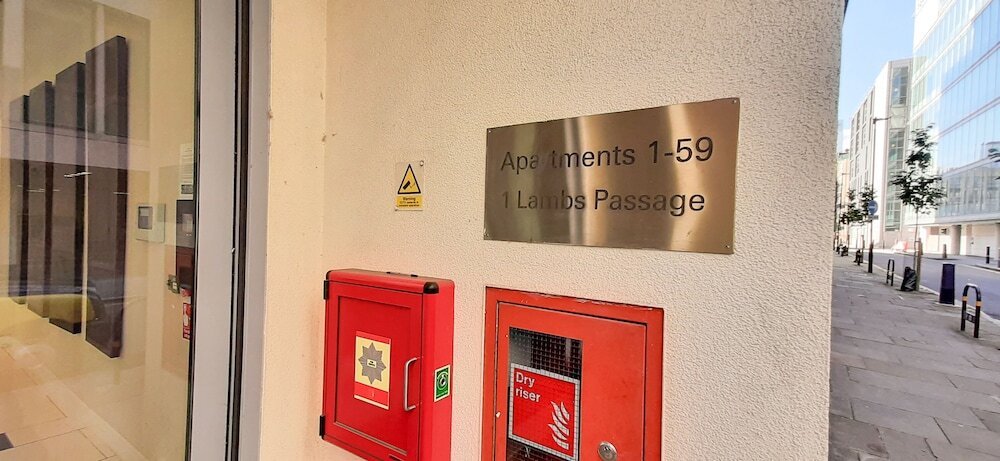 Apartments 1-59
1 Lambs Passage
Warning
Dry
riser